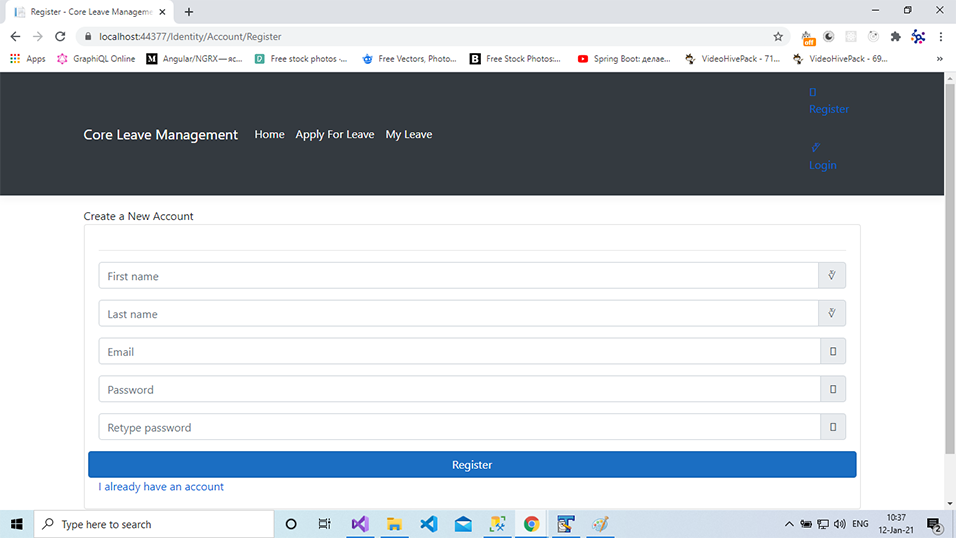 Register - Core Leave Manageme
localhost:44377/Identity/Account/Register
off
Apps
GraphiQL Online
M Angular/NGRX — ас...
Free stock photos ·...
Free Vectors, Photo...
B Free Stock Photos:...
Spring Boot: делае...
VideoHivePack - 71...
VideoHivePack - 69...
»
Core Leave Management
Home
Apply For Leave
My Leave
Register
Login
Create a New Account
First name
Last name
Email
Password
Retype password
Register
I already have an account
Type here to search
ENG
10:37
12-Jan-21
2